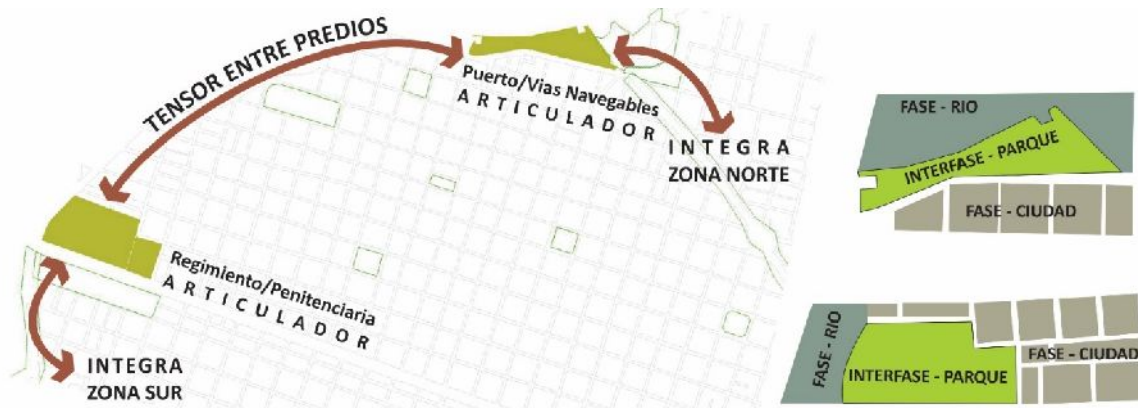 TENSOR ENTRE PREDIOS
Puerto/Vias Navegables
ARTICULADOR
INTEGRA
ZONA NORTE
Regimiento/Penitenciaria
ARTICULADOR
INTEGRA
ZONA SUR
FASE - RIO
INTERFASE - PARQUE
FASE - CIUDAD
FASE - RIO
FASE - CIUDAD
INTERFASE - PARQUE